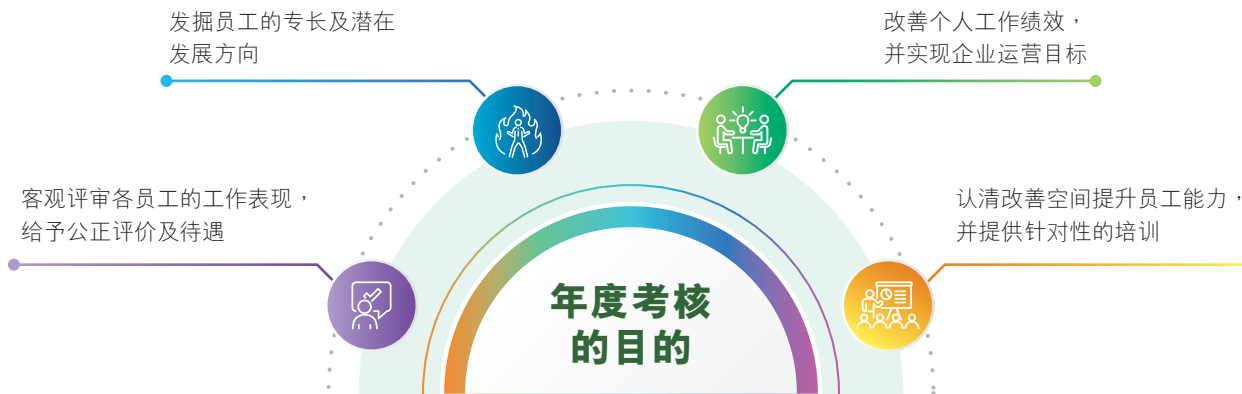 发掘员工的专长及潜在
发展方向
改善个人工作绩效，
并实现企业运营目标
客观评审各员工的工作表现，
给予公正评价及待遇
认清改善空间提升员工能力，
并提供针对性的培训
年度考核
的目的